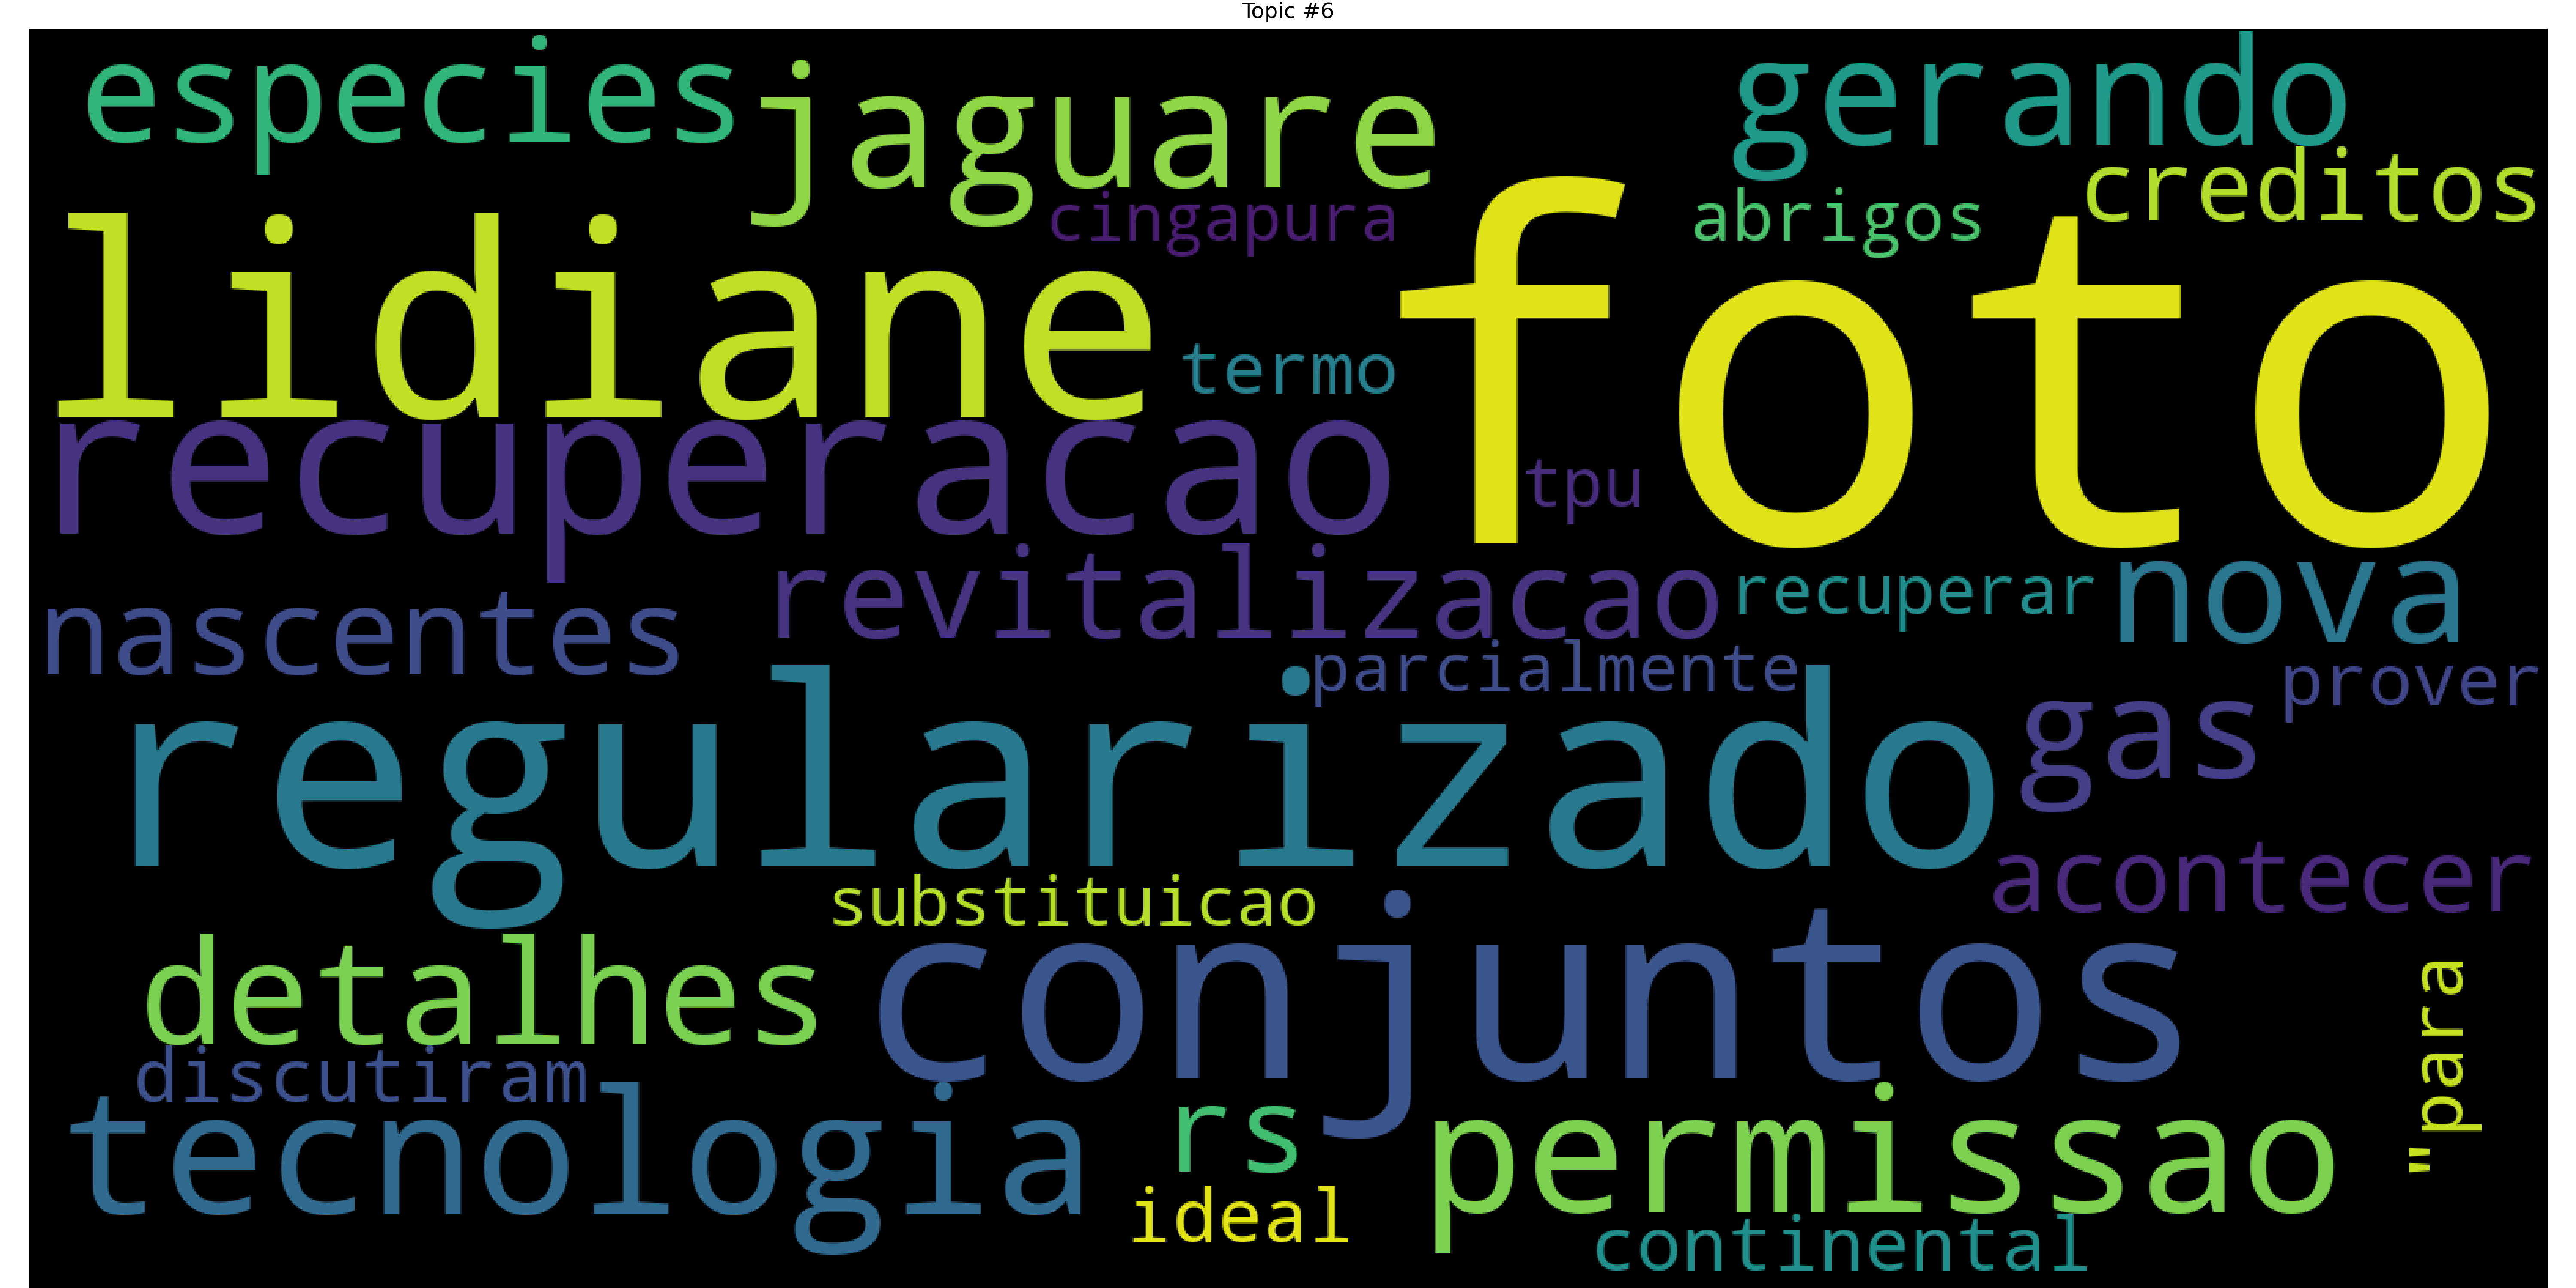 Topic #6
especies
jaguare
gerando
creditos
cingapura
abrigos
lidiane
foto
termo
recuperacao
tpu
revitalizacao
recuperar
nova
nascentes
parcialmente
prover
regularizado
gas
substituicao
acontecer
detalhes
conjuntos
"para
discutiram
tecnologia
rs
permissao
ideal
continental